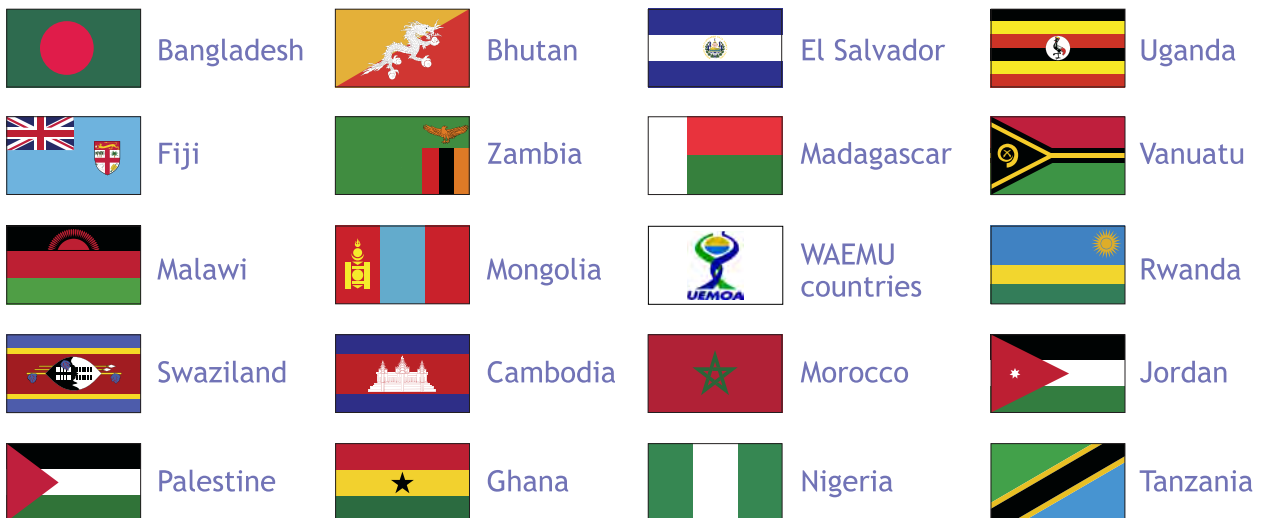 Bangladesh
Bhutan
El Salvador
Uganda
Fiji
Zambia
Madagascar
Vanuatu
Malawi
Mongolia
UEMOA
WAEMU
countries
Rwanda
Swaziland
Cambodia
Morocco
Jordan
Palestine
Ghana
Nigeria
Tanzania